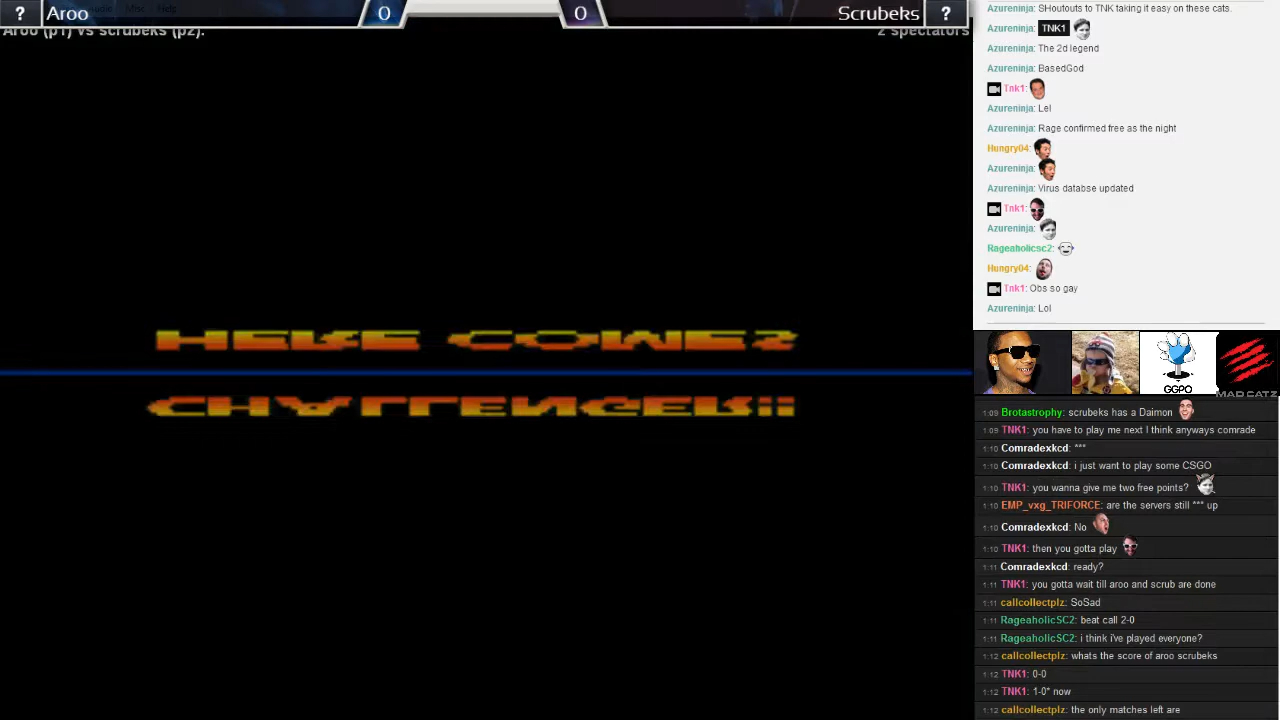 ? Aroo 0 0 Scrubeks ?
Misc Help
Aroo (p1) vs scrubeks (p2).
2 spectators
HERE COMES
CHALLENGER!!
Azureninja: SHoutouts to TNK taking it easy on these cats.
Azureninja: TNK1
Azureninja: The 2d legend
Azureninja: BasedGod
Tnk1:
Azureninja: Lel
Azureninja: Rage confirmed free as the night
Hungry04:
Azureninja:
Azureninja: Virus databse updated
Tnk1:
Azureninja:
Rageaholicsc2:
Hungry04:
Tnk1: Obs so gay
Azureninja: Lol
GGPO
MAD CATZ
1:09 Brotastrophy: scrubeks has a Daimon
1:09 TNK1: you have to play me next I think anyways comrade
1:10 Comradexkcd: ***
1:10 Comradexkcd: i just want to play some CSGO
1:10 TNK1: you wanna give me two free points?
1:10 EMP_vxg_TRIFORCE: are the servers still *** up
1:10 Comradexkcd: No
1:10 TNK1: then you gotta play
1:11 Comradexkcd: ready?
1:11 TNK1: you gotta wait till aroo and scrub are done
1:11 callcollectplz: SoSad
1:11 RageaholicSC2: beat call 2-0
1:11 RageaholicSC2: i think i've played everyone?
1:12 callcollectplz: whats the score of aroo scrubeks
1:12 TNK1: 0-0
1:12 TNK1: 1-0* now
1:12 callcollectplz: the only matches left are